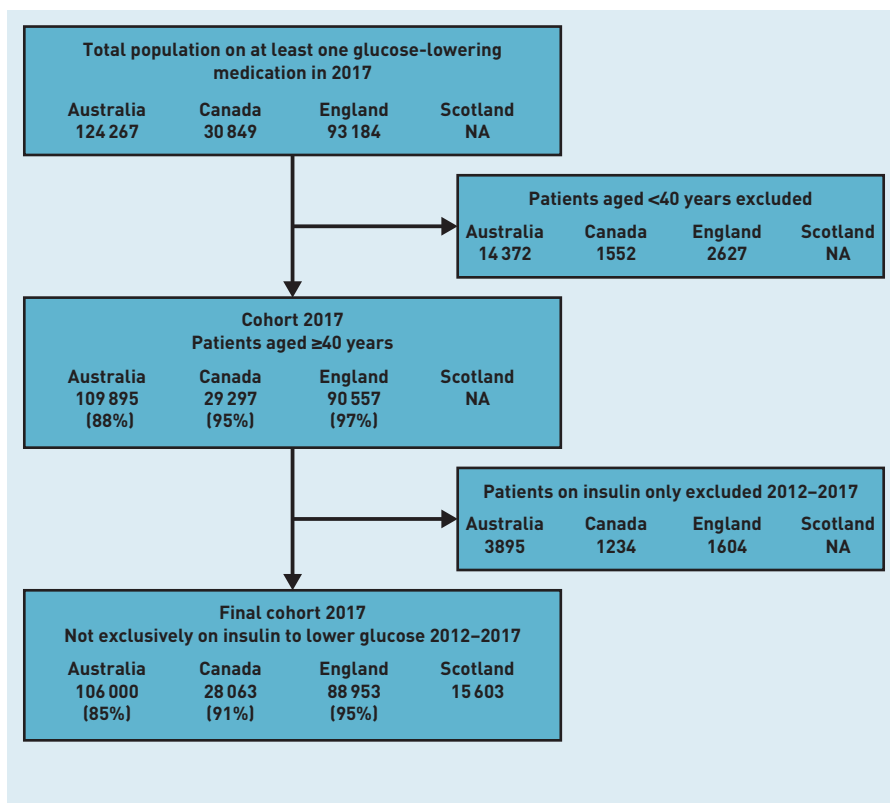 Total population on at least one glucose-lowering
medication in 2017
Australia Canada England Scotland
124 267 30 849 93 184 NA
Patients aged <40 years excluded
Australia Canada England Scotland
14 372 1552 2627 NA
Cohort 2017
Patients aged ≥40 years
Australia Canada England Scotland
109 895 29 297 90 557 NA
(88%) (95%) (97%)
Patients on insulin only excluded 2012–2017
Australia Canada England Scotland
3895 1234 1604 NA
Final cohort 2017
Not exclusively on insulin to lower glucose 2012–2017
Australia Canada England Scotland
106 000 28 063 88 953 15 603
(85%) (91%) (95%)